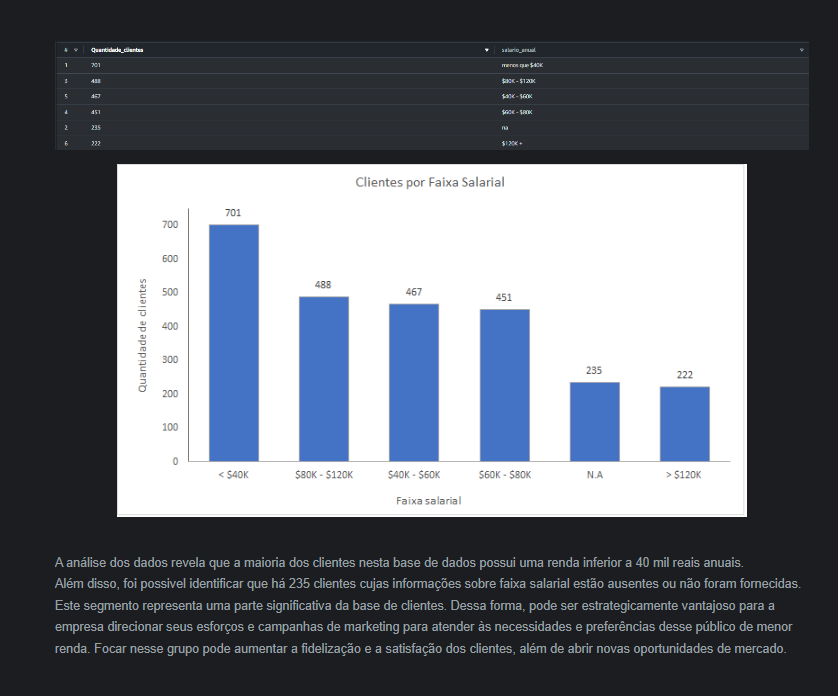 # Quantidade_clientes salario_anual
1 701 menos que $40K
3 488 $80K - $120K
5 467 $40K - $60K
4 451 $60K - $80K
2 235 na
6 222 $120K +
Clientes por Faixa Salarial
Quantidade de clientes
700
600
500
400
300
200
100
0
701
488
467
451
235
222
< $40K $80K - $120K $40K - $60K $60K - $80K N.A > $120K
Faixa salarial
A análise dos dados revela que a maioria dos clientes nesta base de dados possui uma renda inferior a 40 mil reais anuais.
Além disso, foi possivel identificar que há 235 clientes cujas informações sobre faixa salarial estão ausentes ou não foram fornecidas.
Este segmento representa uma parte significativa da base de clientes. Dessa forma, pode ser estrategicamente vantajoso para a
empresa direcionar seus esforços e campanhas de marketing para atender às necessidades e preferências desse público de menor
renda. Focar nesse grupo pode aumentar a fidelização e a satisfação dos clientes, além de abrir novas oportunidades de mercado.